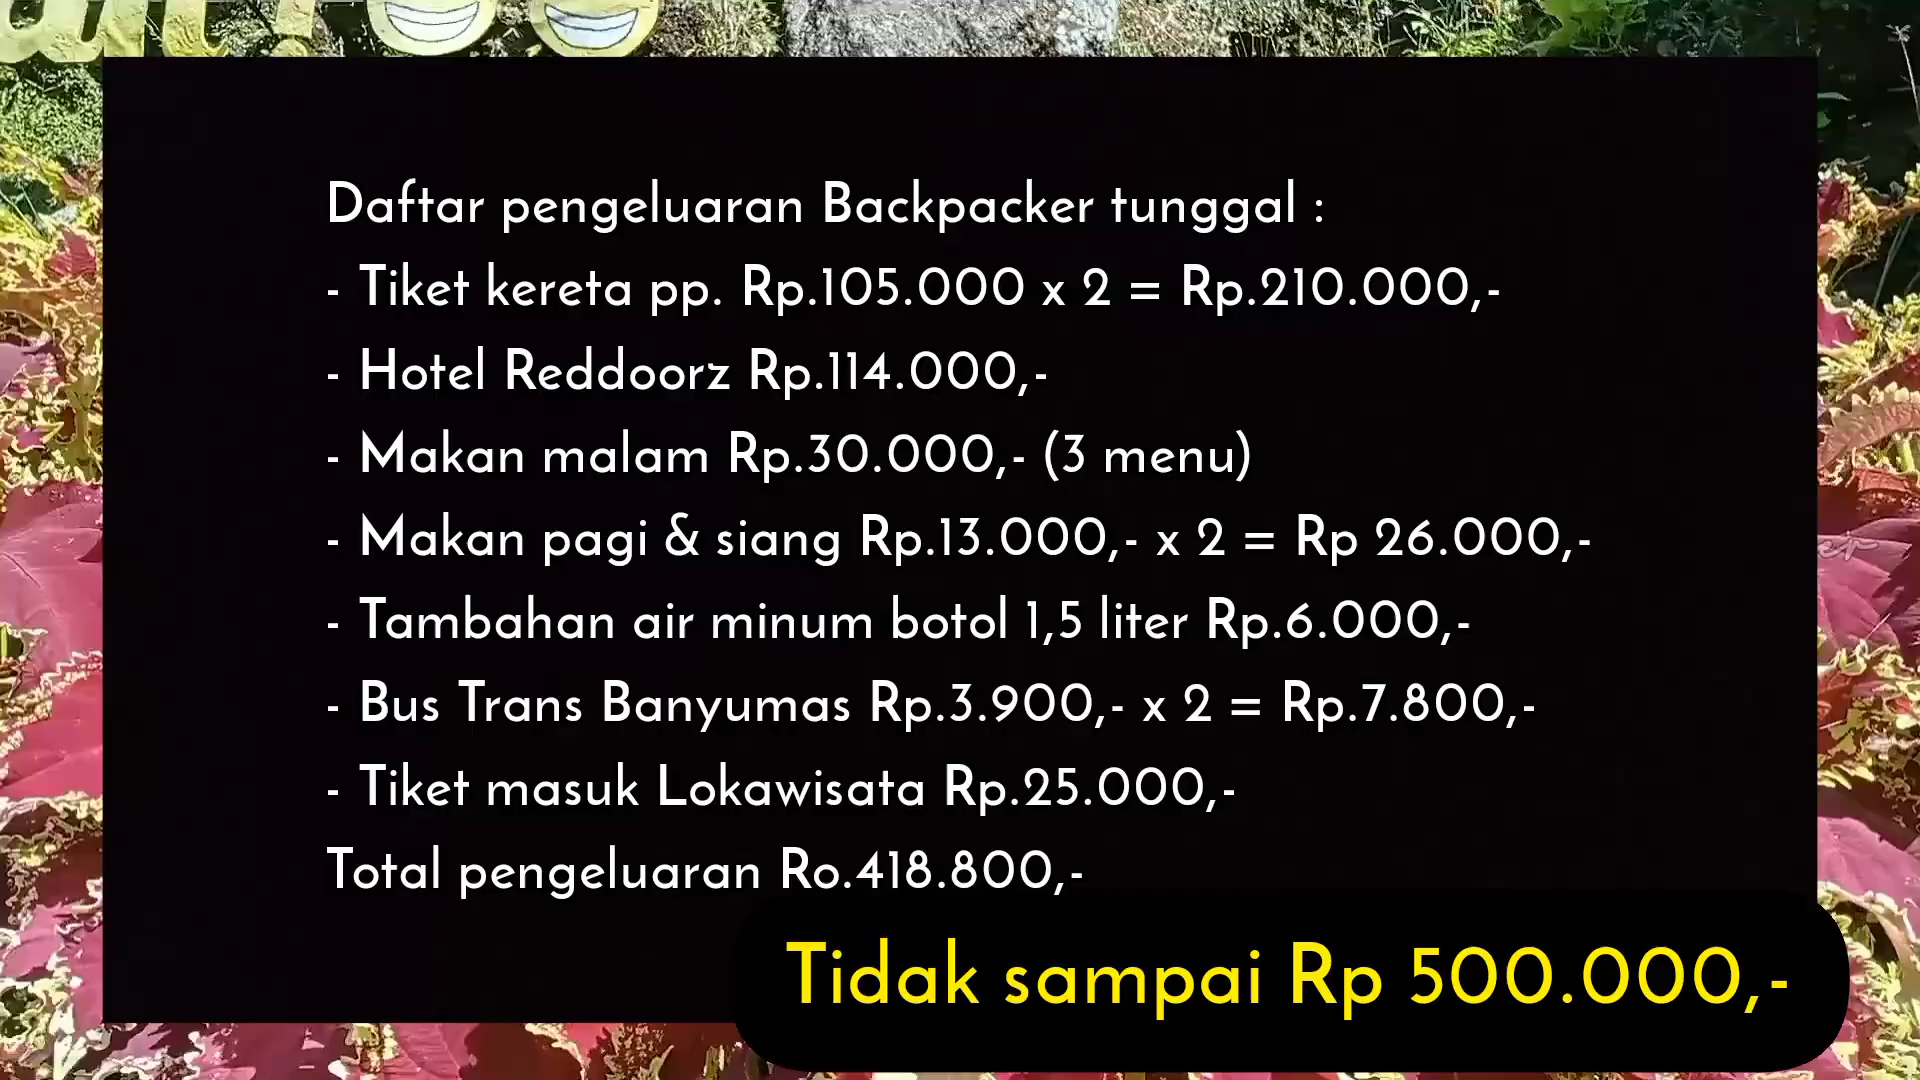 Daftar pengeluaran Backpacker tunggal :
- Tiket kereta pp. Rp.105.000 x 2 = Rp.210.000,-
- Hotel Reddoorz Rp.114.000,-
- Makan malam Rp.30.000,- (3 menu)
- Makan pagi & siang Rp.13.000,- x 2 = Rp 26.000,-
- Tambahan air minum botol 1,5 liter Rp.6.000,-
- Bus Trans Banyumas Rp.3.900,- x 2 = Rp.7.800,-
- Tiket masuk Lokawisata Rp.25.000,-
Total pengeluaran Ro.418.800,-
Tidak sampai Rp 500.000,-